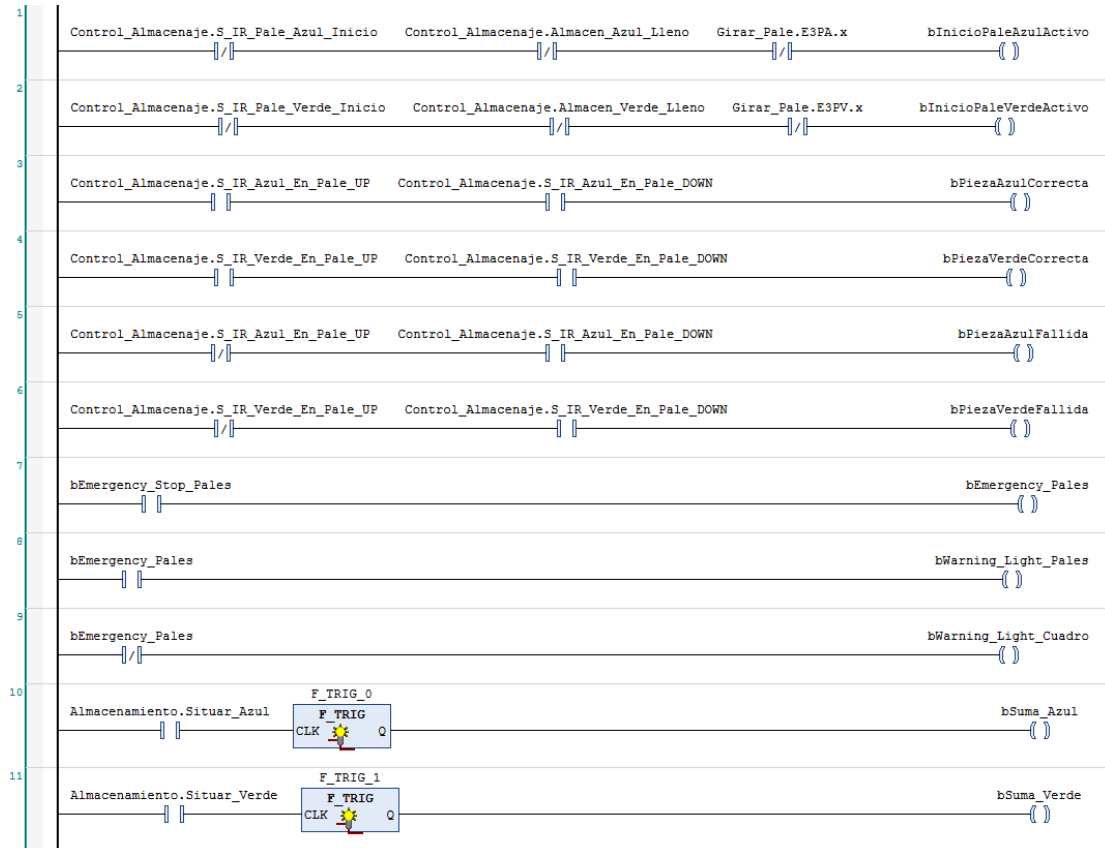 1
Control_Almacenaje.S_IR_Pale_Azul_Inicio Control_Almacenaje.Almacen_Azul_Lleno Girar_Pale.E3PA.x bInicioPaleAzulActivo
2
Control_Almacenaje.S_IR_Pale_Verde_Inicio Control_Almacenaje.Almacen_Verde_Lleno Girar_Pale.E3PV.x bInicioPaleVerdeActivo
3
Control_Almacenaje.S_IR_Azul_En_Pale_UP Control_Almacenaje.S_IR_Azul_En_Pale_DOWN bPiezaAzulCorrecta
4
Control_Almacenaje.S_IR_Verde_En_Pale_UP Control_Almacenaje.S_IR_Verde_En_Pale_DOWN bPiezaVerdeCorrecta
5
Control_Almacenaje.S_IR_Azul_En_Pale_UP Control_Almacenaje.S_IR_Azul_En_Pale_DOWN bPiezaAzulFallida
6
Control_Almacenaje.S_IR_Verde_En_Pale_UP Control_Almacenaje.S_IR_Verde_En_Pale_DOWN bPiezaVerdeFallida
7
bEmergency_Stop_Pales bEmergency_Pales
8
bEmergency_Pales bWarning_Light_Pales
9
bEmergency_Pales bWarning_Light_Cuadro
10
F_TRIG_0
Almacenamiento.Situar_Azul F_TRIG bSuma_Azul
CLK Q
11
F_TRIG_1
Almacenamiento.Situar_Verde F_TRIG bSuma_Verde
CLK Q